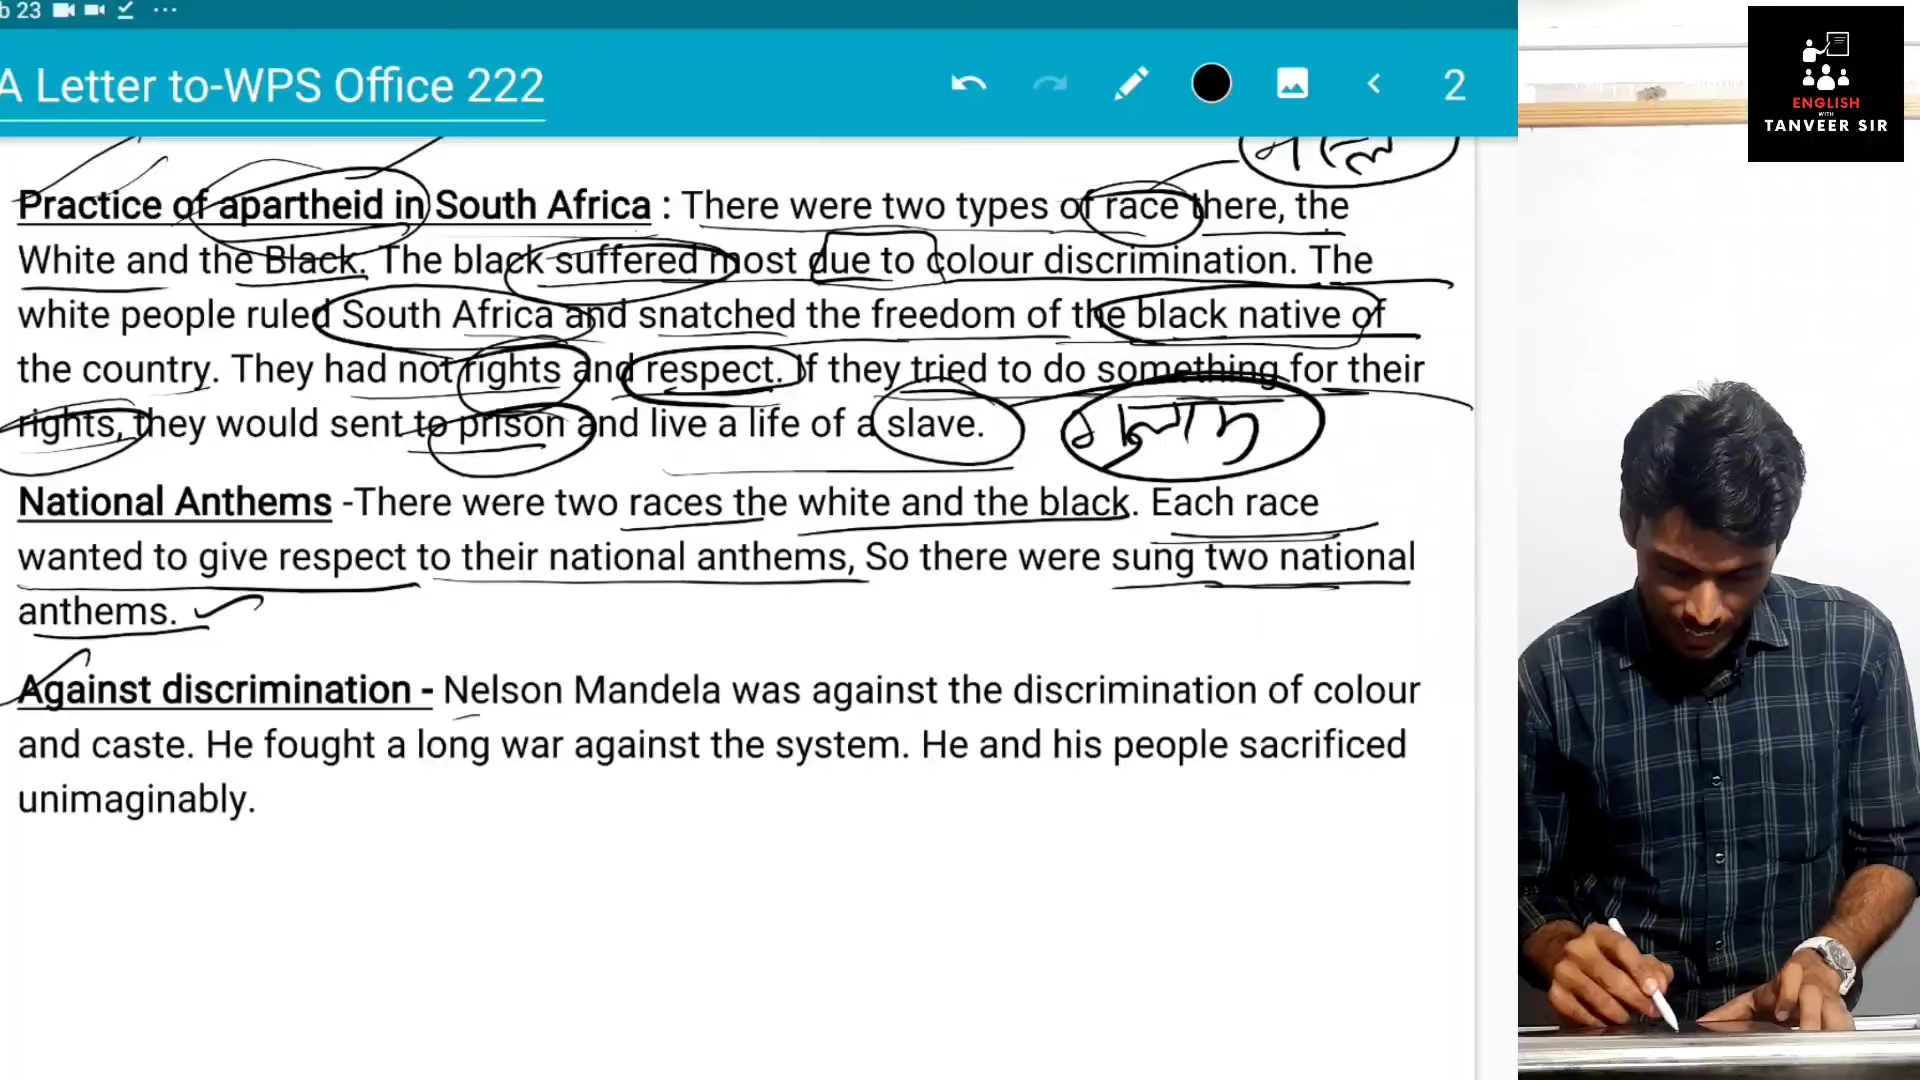 b 23
A Letter to-WPS Office 222
2
ENGLISH
WITH
TANVEER SIR
Practice of apartheid in South Africa : There were two types of race there, the
White and the Black. The black suffered most due to colour discrimination. The
white people ruled South Africa and snatched the freedom of the black native of
the country. They had not rights and respect. If they tried to do something for their
rights, they would sent to prison and live a life of a slave.
National Anthems -There were two races the white and the black. Each race
wanted to give respect to their national anthems, So there were sung two national
anthems.
Against discrimination - Nelson Mandela was against the discrimination of colour
and caste. He fought a long war against the system. He and his people sacrificed
unimaginably.